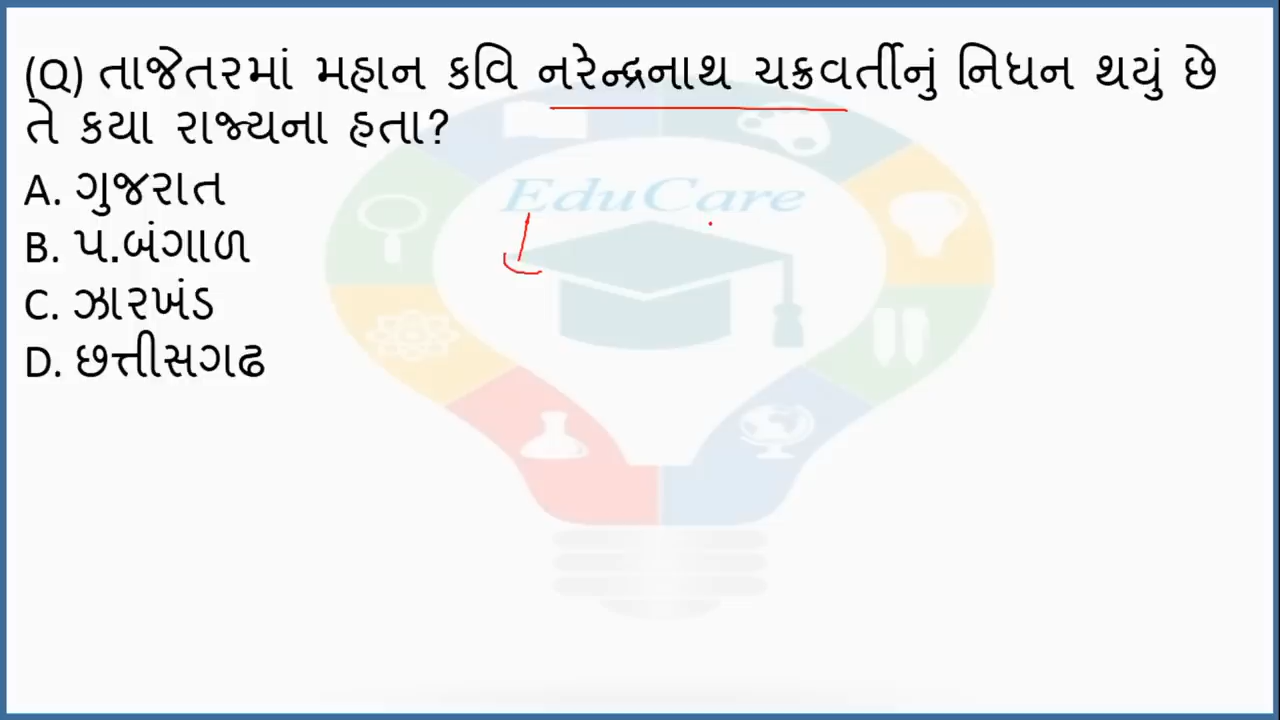 (Q) તાજેતરમાં મહાન કવિ નરેન્દ્રનાથ ચક્રવર્તીનું નિધન થયું છે
તે કયા રાજ્યના હતા?
EduCare
A. ગુજરાત
B. પ.બંગાળ
C. ઝારખંડ
D. છત્તીસગઢ